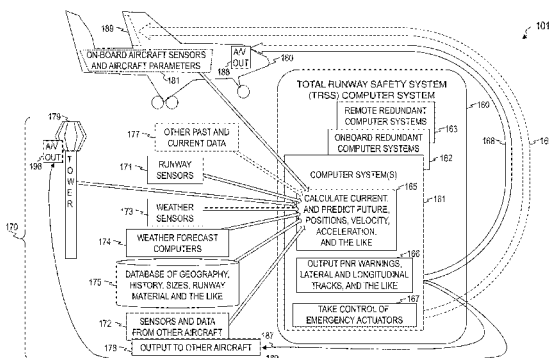 101
189
ON-BOARD AIRCRAFT SENSORS
AND AIRCRAFT PARAMETERS
181
A/V
OUT
188
180
TOTAL RUNWAY SAFETY SYSTEM
(TRSS) COMPUTER SYSTEM
160
REMOTE REDUNDANT
COMPUTER SYSTEMS
163
ONBOARD REDUNDANT
COMPUTER SYSTEMS
162
168
COMPUTER SYSTEM(S)
165
161
CALCULATE CURRENT
AND PREDICT FUTURE,
POSITIONS, VELOCITY,
ACCELERATION,
AND THE LIKE
166
OUTPUT PNR WARNINGS,
LATERAL AND LONGITUDINAL
TRACKS, AND THE LIKE
167
TAKE CONTROL OF
EMERGENCY ACTUATORS
179
A/V
OUT
198
TOWER
170
177
OTHER PAST AND
CURRENT DATA
171
RUNWAY
SENSORS
173
WEATHER
SENSORS
174
WEATHER FORECAST
COMPUTERS
175
DATABASE OF GEOGRAPHY,
HISTORY, SIZES, RUNWAY
MATERIAL AND THE LIKE
172
SENSORS AND DATA
FROM OTHER AIRCRAFT
178
OUTPUT TO OTHER AIRCRAFT
187